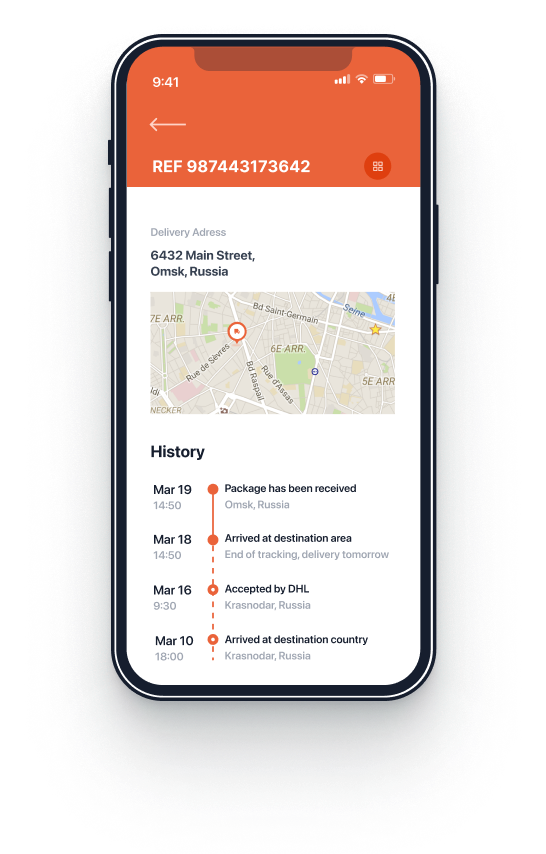 9:41
REF 987443173642
Delivery Adress
6432 Main Street,
Omsk, Russia
7E ARR.
Bd Saint-Germain
Seine
4E
6E ARR.
Rue de Sèvres
Bd Raspail
Rue d'Assas
5E ARR
idi
NECKER
History
Mar 19
Package has been received
14:50
Omsk, Russia
Mar 18
Arrived at destination area
14:50
End of tracking, delivery tomorrow
Mar 16
Accepted by DHL
9:30
Krasnodar, Russia
Mar 10
Arrived at destination country
18:00
Krasnodar, Russia